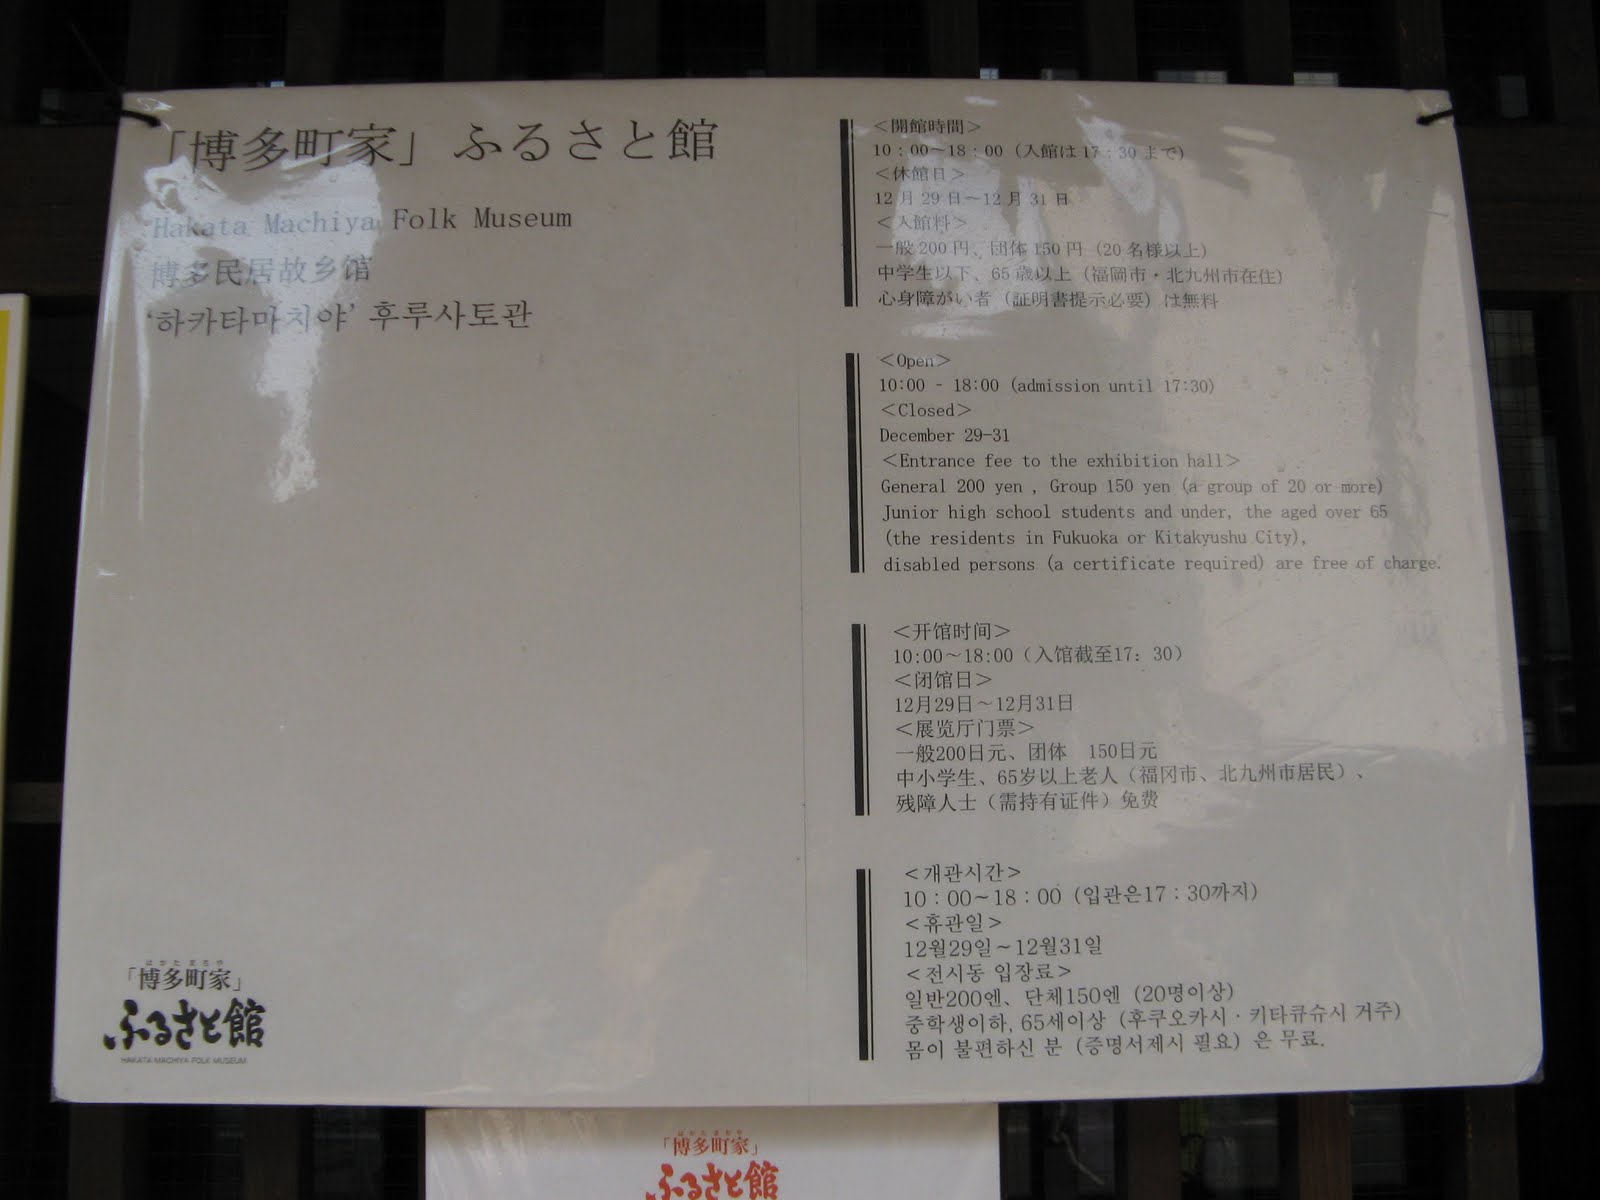 「博多町家」ふるさと館
Hakata Machiya Folk Museum
博多民居故乡馆
‘하카타마치야’ 후루사토관
はかたまちや
「博多町家」
ふるさと館
HAKATA MACHIYA FOLK MUSEUM
＜開館時間＞
10：00～18：00（入館は17：30まで）
＜休館日＞
12月29日～12月31日
＜入館料＞
一般200円、団体150円（20名様以上）
中学生以下、65歳以上（福岡市・北九州市在住）
心身障がい者（証明書提示必要）は無料
＜Open＞
10:00 - 18:00 (admission until 17:30)
＜Closed＞
December 29-31
＜Entrance fee to the exhibition hall＞
General 200 yen , Group 150 yen (a group of 20 or more)
Junior high school students and under, the aged over 65
(the residents in Fukuoka or Kitakyushu City),
disabled persons (a certificate required) are free of charge.
＜开馆时间＞
10:00～18:00（入馆截至17：30）
＜闭馆日＞
12月29日～12月31日
＜展览厅门票＞
一般200日元、团体　150日元
中小学生、65岁以上老人（福冈市、北九州市居民）、
残障人士（需持有证件）免费
＜개관시간＞
10：00～18：00 (입관은17：30까지)
＜휴관일＞
12월29일～12월31일
＜전시동 입장료＞
일반200엔、단체150엔 (20명이상)
중학생이하, 65세이상 (후쿠오카시・키타큐슈시 거주)
몸이 불편하신 분 (증명서제시 필요) 은 무료.
はかたまちや
「博多町家」
ふるさと館